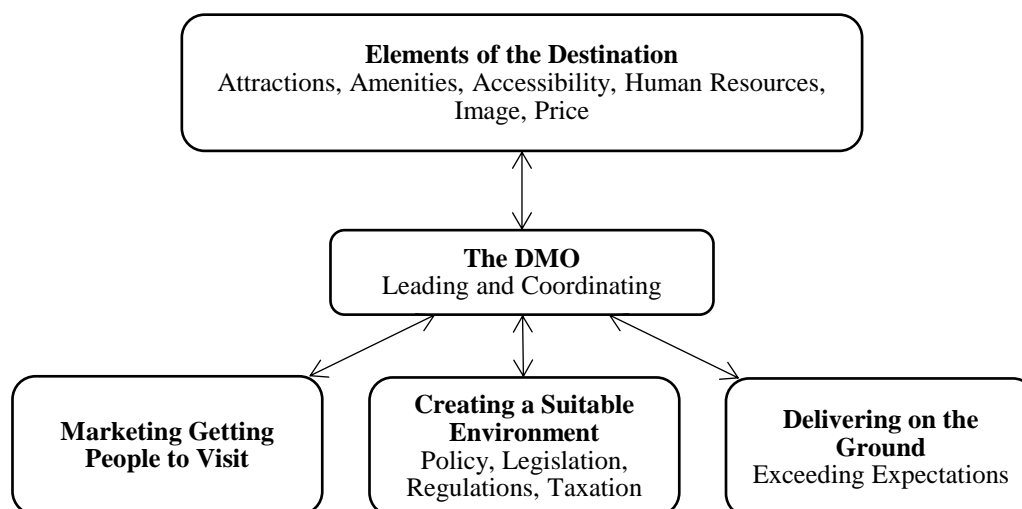 Elements of the Destination
Attractions, Amenities, Accessibility, Human Resources,
Image, Price
The DMO
Leading and Coordinating
Marketing Getting
People to Visit
Creating a Suitable
Environment
Policy, Legislation,
Regulations, Taxation
Delivering on the
Ground
Exceeding Expectations